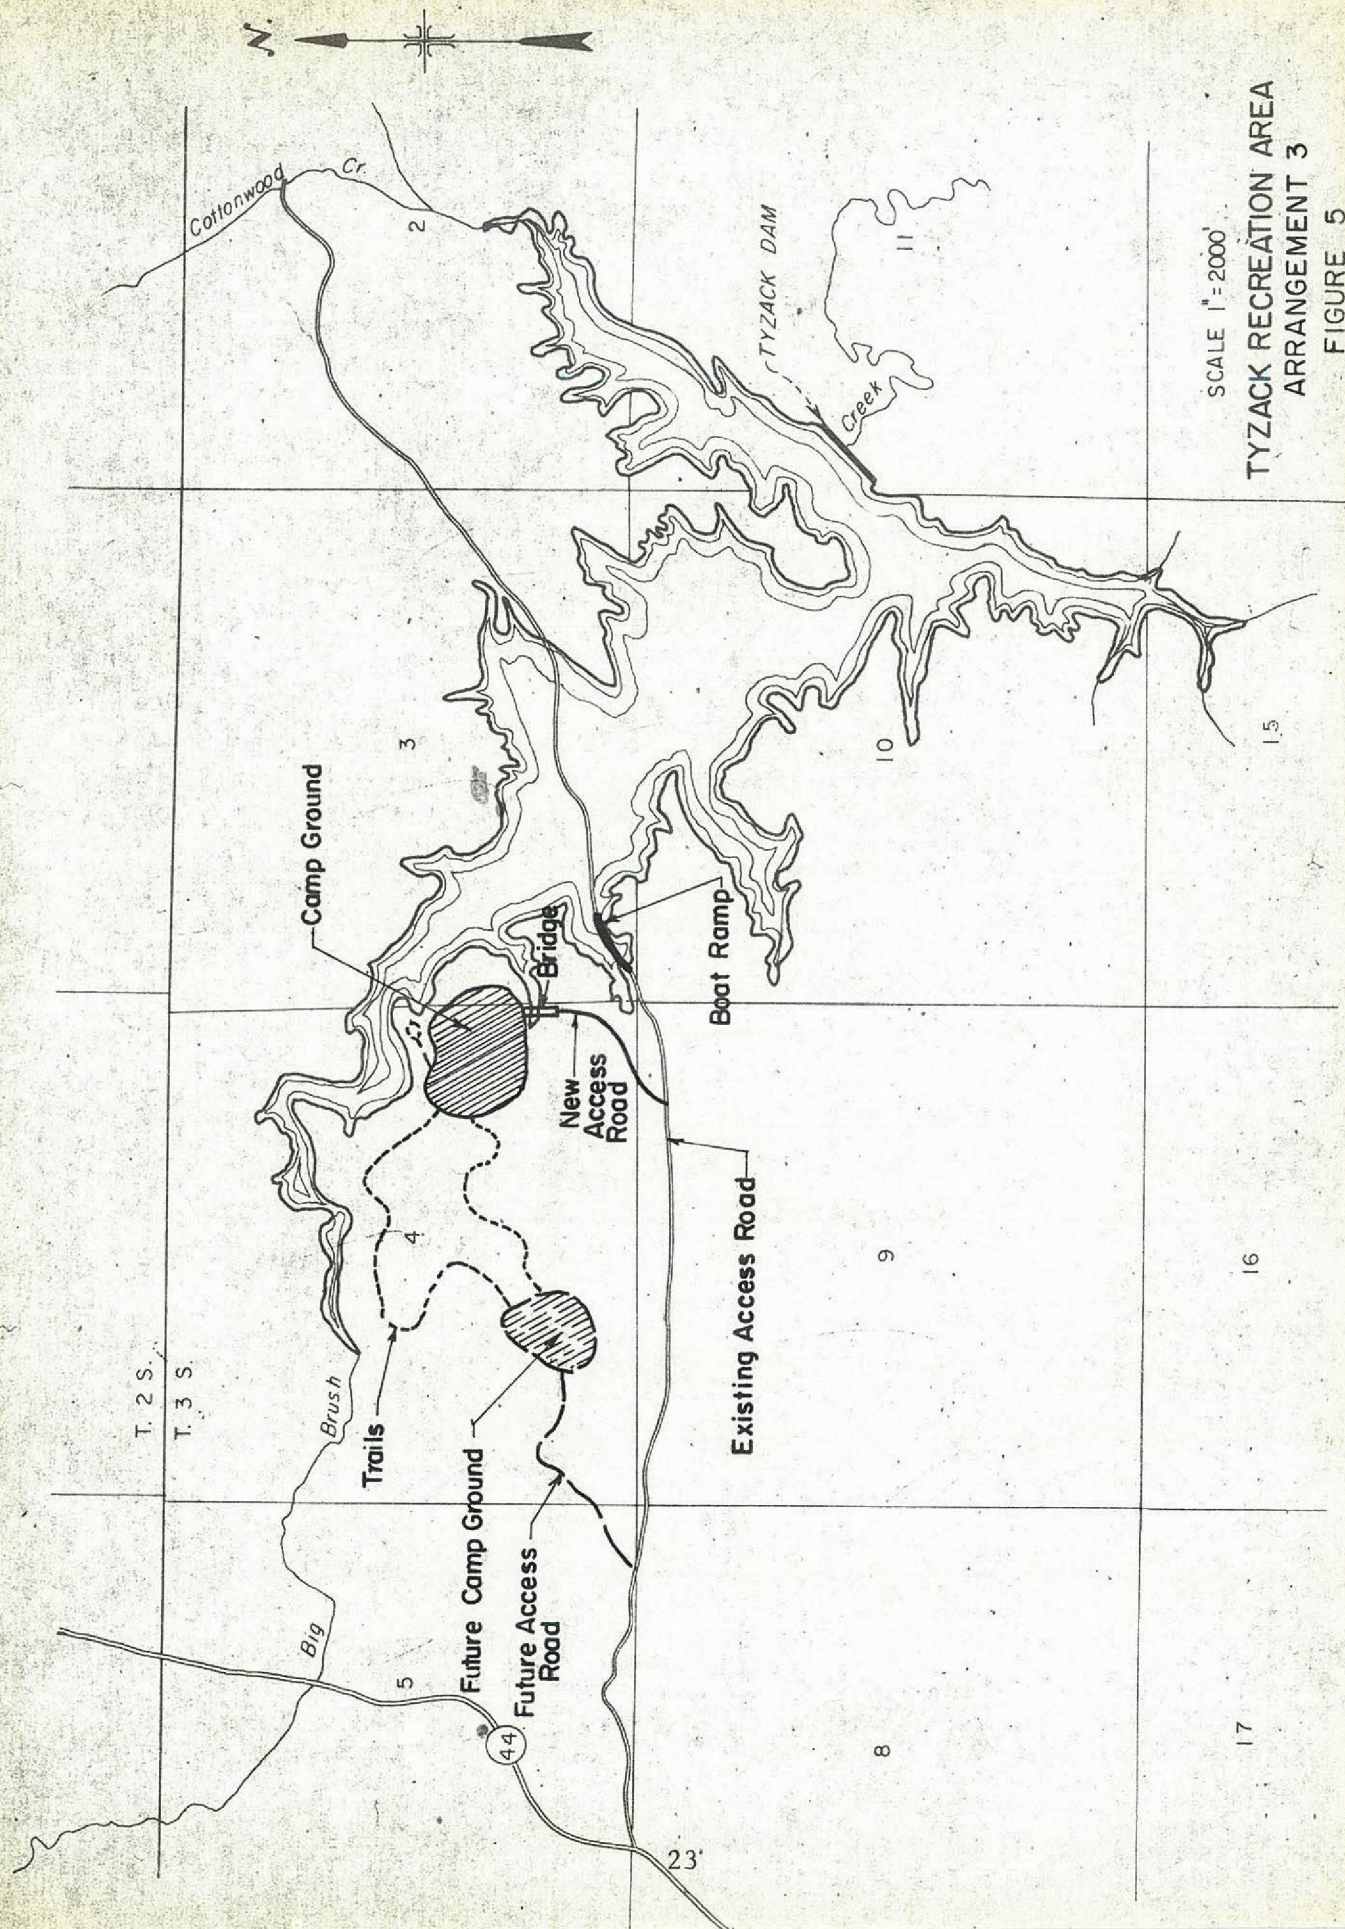 N.
Cottonwood
Cr.
2
TYZACK DAM
Creek
11
3
Camp Ground
Bridge
Boat Ramp
10
15
New
Access
Road
4
Trails
Existing Access Road
9
16
T. 2 S.
T. 3 S.
Brush
Big
Future Camp Ground
Future Access
Road
5
44
8
17
23
SCALE 1"=2000'
TYZACK RECREATION AREA
ARRANGEMENT 3
FIGURE 5